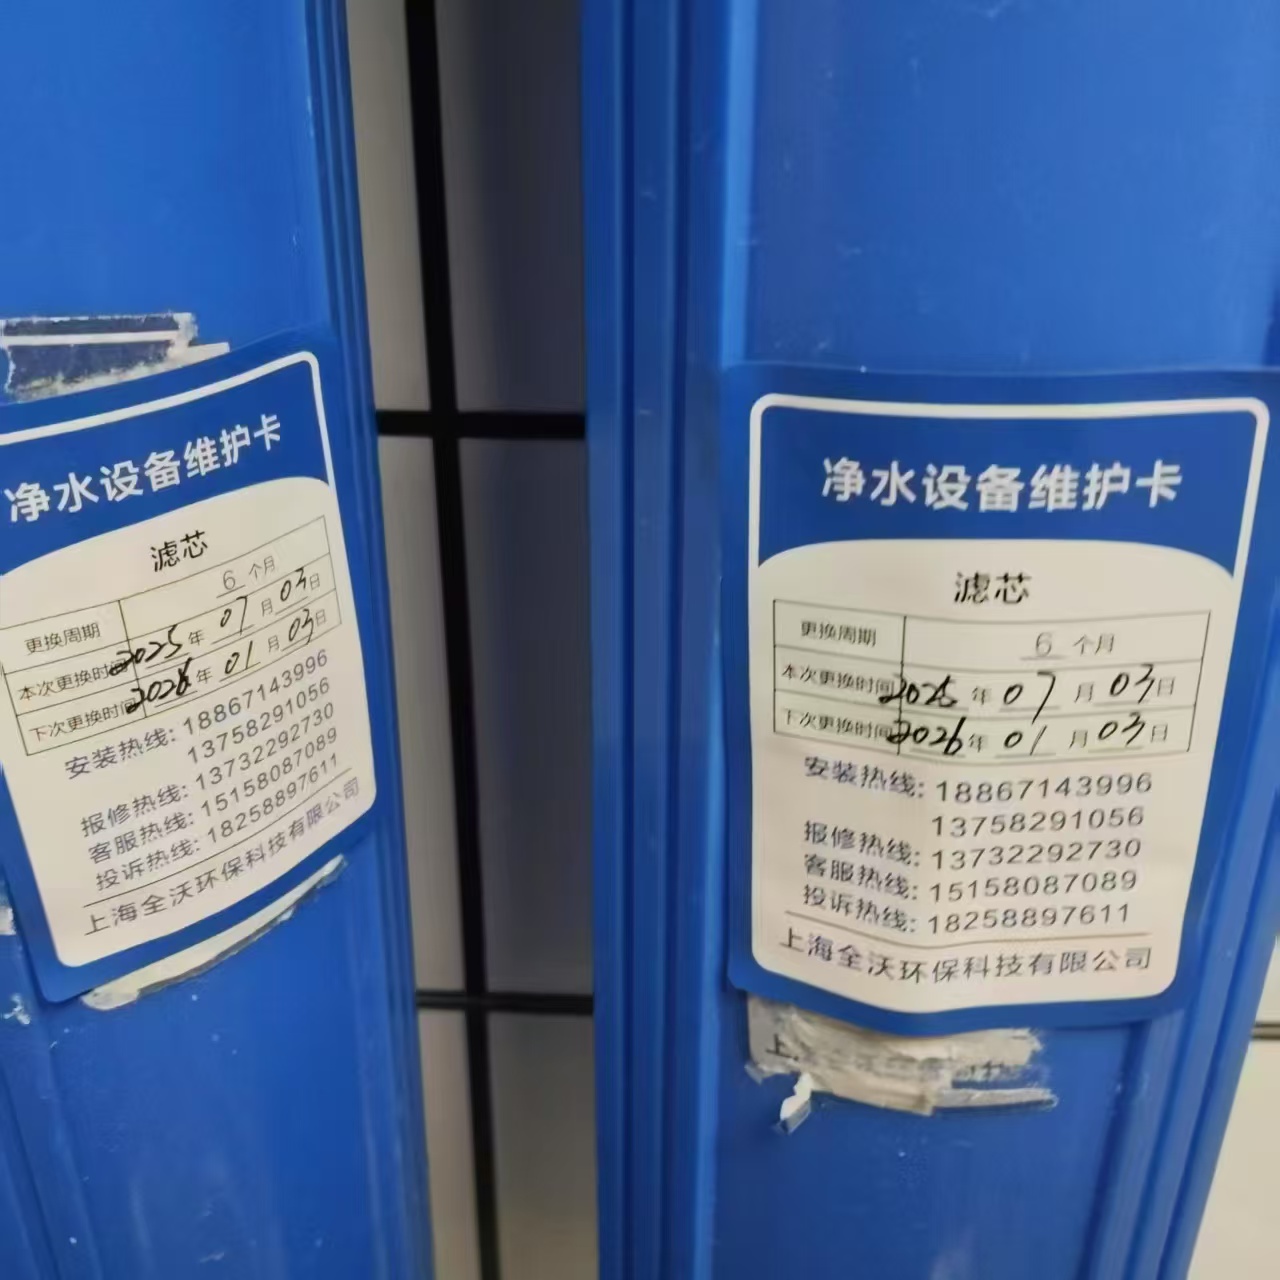 净水设备维护卡
滤芯
更换周期 6 个月
本次更换时间 2025 年 07 月 03 日
下次更换时间 2026 年 01 月 03 日
安装热线: 18867143996
13758291056
报修热线: 13732292730
客服热线: 15158087089
投诉热线: 18258897611
上海全沃环保科技有限公司
净水设备维护卡
滤芯
更换周期 6 个月
本次更换时间 2025 年 07 月 03 日
下次更换时间 2026 年 01 月 03 日
安装热线: 18867143996
13758291056
报修热线: 13732292730
客服热线: 15158087089
投诉热线: 18258897611
上海全沃环保科技有限公司